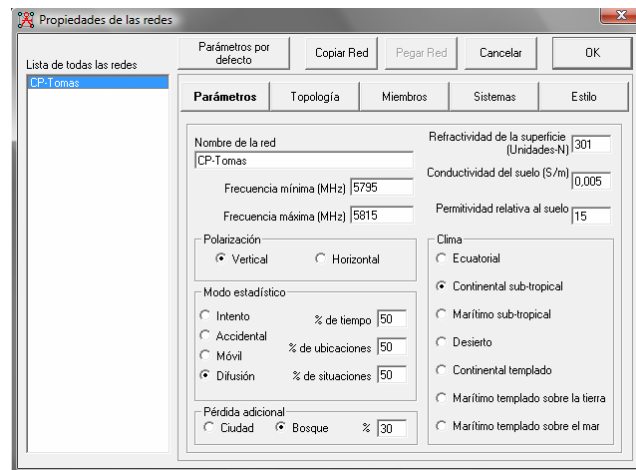 Propiedades de las redes
Lista de todas las redes
CP-Tomas
Parámetros por defecto
Copiar Red
Pegar Red
Cancelar
OK
Parámetros
Topología
Miembros
Sistemas
Estilo
Nombre de la red
CP-Tomas
Frecuencia mínima (MHz) 5795
Frecuencia máxima (MHz) 5815
Refractividad de la superficie (Unidades-N) 301
Conductividad del suelo (S/m) 0,005
Permitividad relativa al suelo 15
Polarización
Vertical
Horizontal
Modo estadístico
Intento
Accidental
Móvil
Difusión
% de tiempo 50
% de ubicaciones 50
% de situaciones 50
Pérdida adicional
Ciudad
Bosque
% 30
Clima
Ecuatorial
Continental sub-tropical
Marítimo sub-tropical
Desierto
Continental templado
Marítimo templado sobre la tierra
Marítimo templado sobre el mar